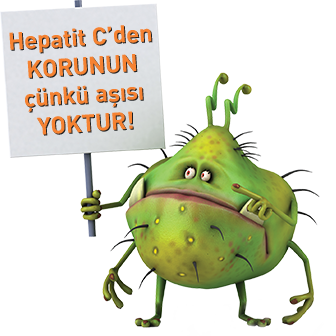 Hepatit C'den
KORUNUN
çünkü aşısı
YOKTUR!